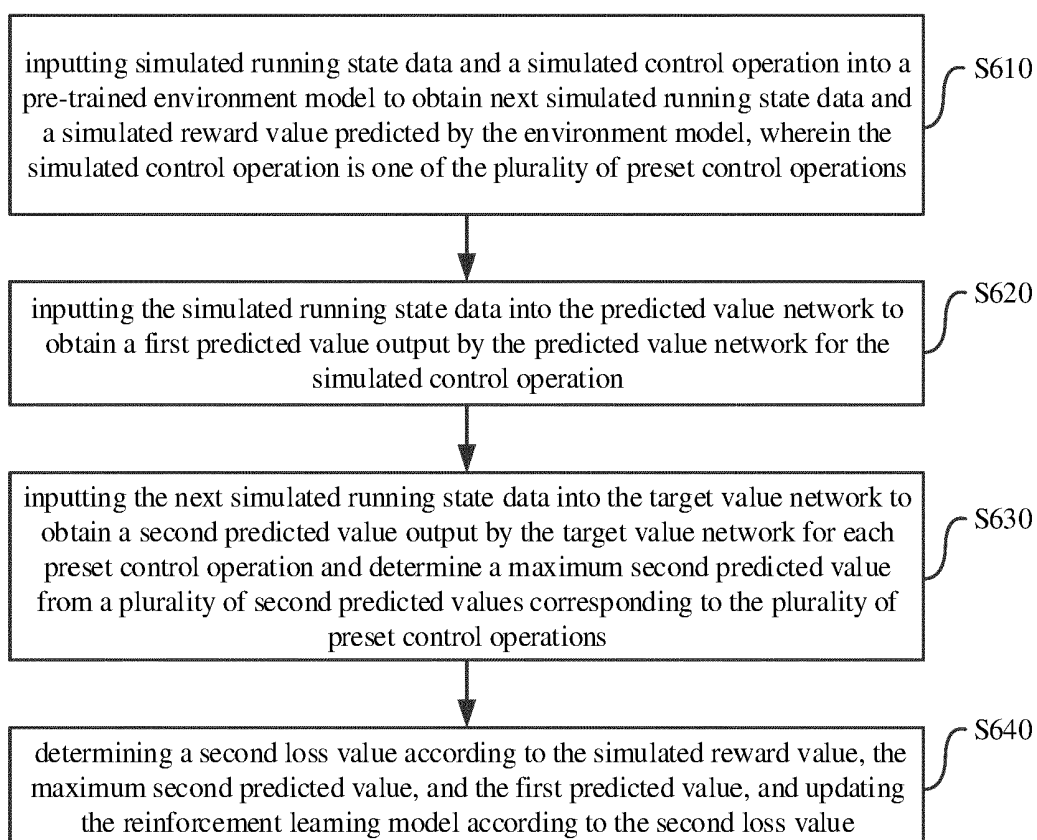 inputting simulated running state data and a simulated control operation into a
pre-trained environment model to obtain next simulated running state data and
a simulated reward value predicted by the environment model, wherein the
simulated control operation is one of the plurality of preset control operations
S610
inputting the simulated running state data into the predicted value network to
obtain a first predicted value output by the predicted value network for the
simulated control operation
S620
inputting the next simulated running state data into the target value network to
obtain a second predicted value output by the target value network for each
preset control operation and determine a maximum second predicted value
from a plurality of second predicted values corresponding to the plurality of
preset control operations
S630
determining a second loss value according to the simulated reward value, the
maximum second predicted value, and the first predicted value, and updating
the reinforcement learning model according to the second loss value
S640